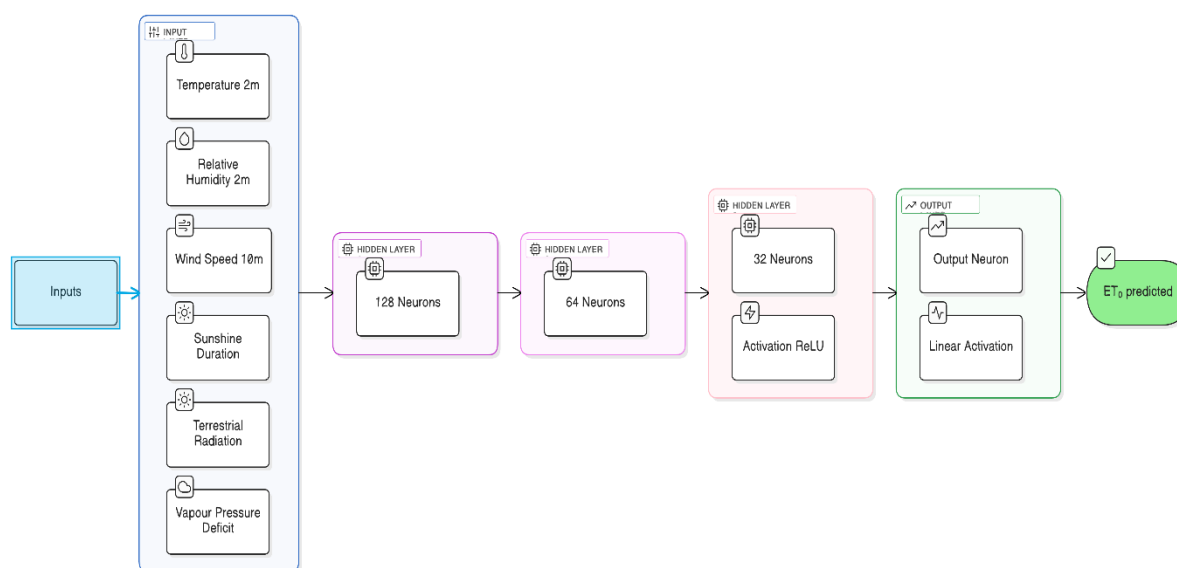 Inputs
INPUT
Temperature 2m
Relative
Humidity 2m
Wind Speed 10m
Sunshine
Duration
Terrestrial
Radiation
Vapour Pressure
Deficit
HIDDEN LAYER
128 Neurons
HIDDEN LAYER
64 Neurons
HIDDEN LAYER
32 Neurons
Activation ReLU
OUTPUT
Output Neuron
Linear Activation
ET₀ predicted